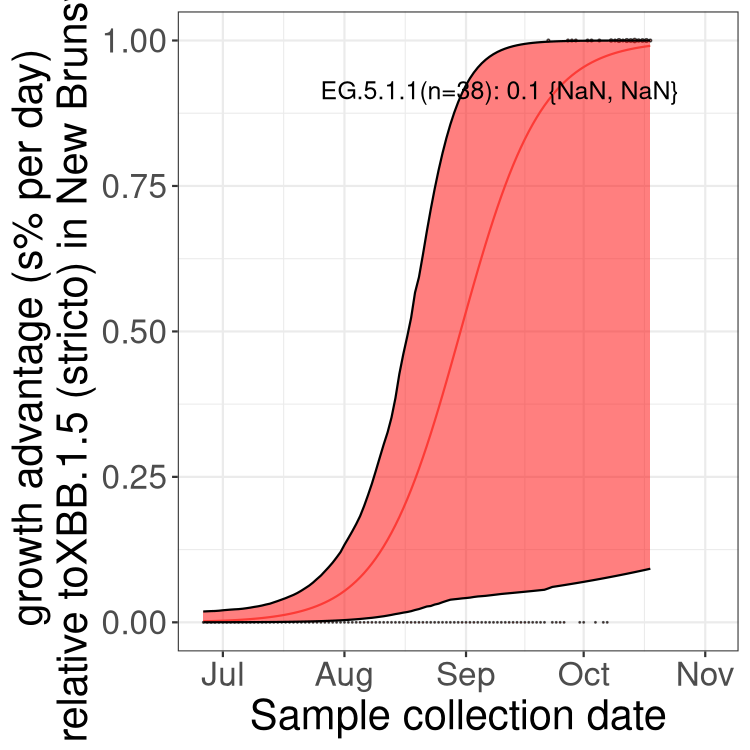 growth advantage (s% per day)
relative toXBB.1.5 (stricto) in New Bruns
1.00
0.75
0.50
0.25
0.00
EG.5.1.1(n=38): 0.1 {NaN, NaN}
Jul Aug Sep Oct Nov
Sample collection date